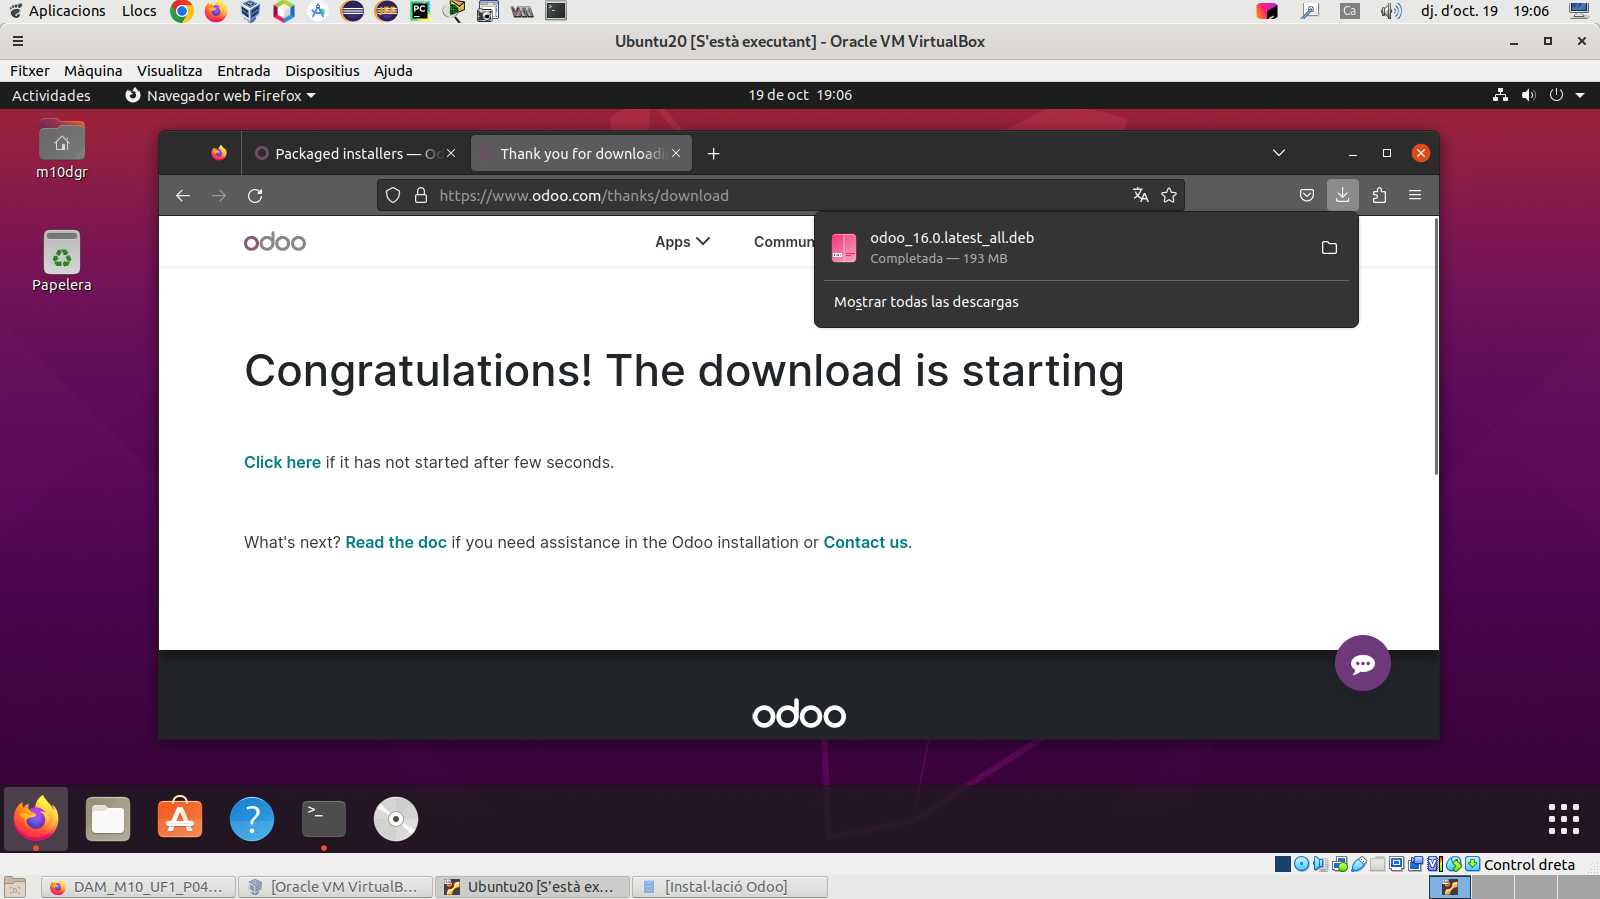 Aplicacions Llocs Ca dj. d'oct. 19 19:06
Ubuntu20 [S'està executant] - Oracle VM VirtualBox
Fitxer Màquina Visualitza Entrada Dispositius Ajuda
Actividades Navegador web Firefox 19 de oct 19:06
m10dgr
Papelera
Packaged installers — Od
Thank you for downloadi
https://www.odoo.com/thanks/download
odoo Apps Commun
odoo_16.0.latest_all.deb
Completada — 193 MB
Mostrar todas las descargas
Congratulations! The download is starting
Click here if it has not started after few seconds.
What's next? Read the doc if you need assistance in the Odoo installation or Contact us.
odoo
Control dreta
DAM_M10_UF1_P04... [Oracle VM VirtualB... Ubuntu20 [S'està ex... [Instal·lació Odoo]